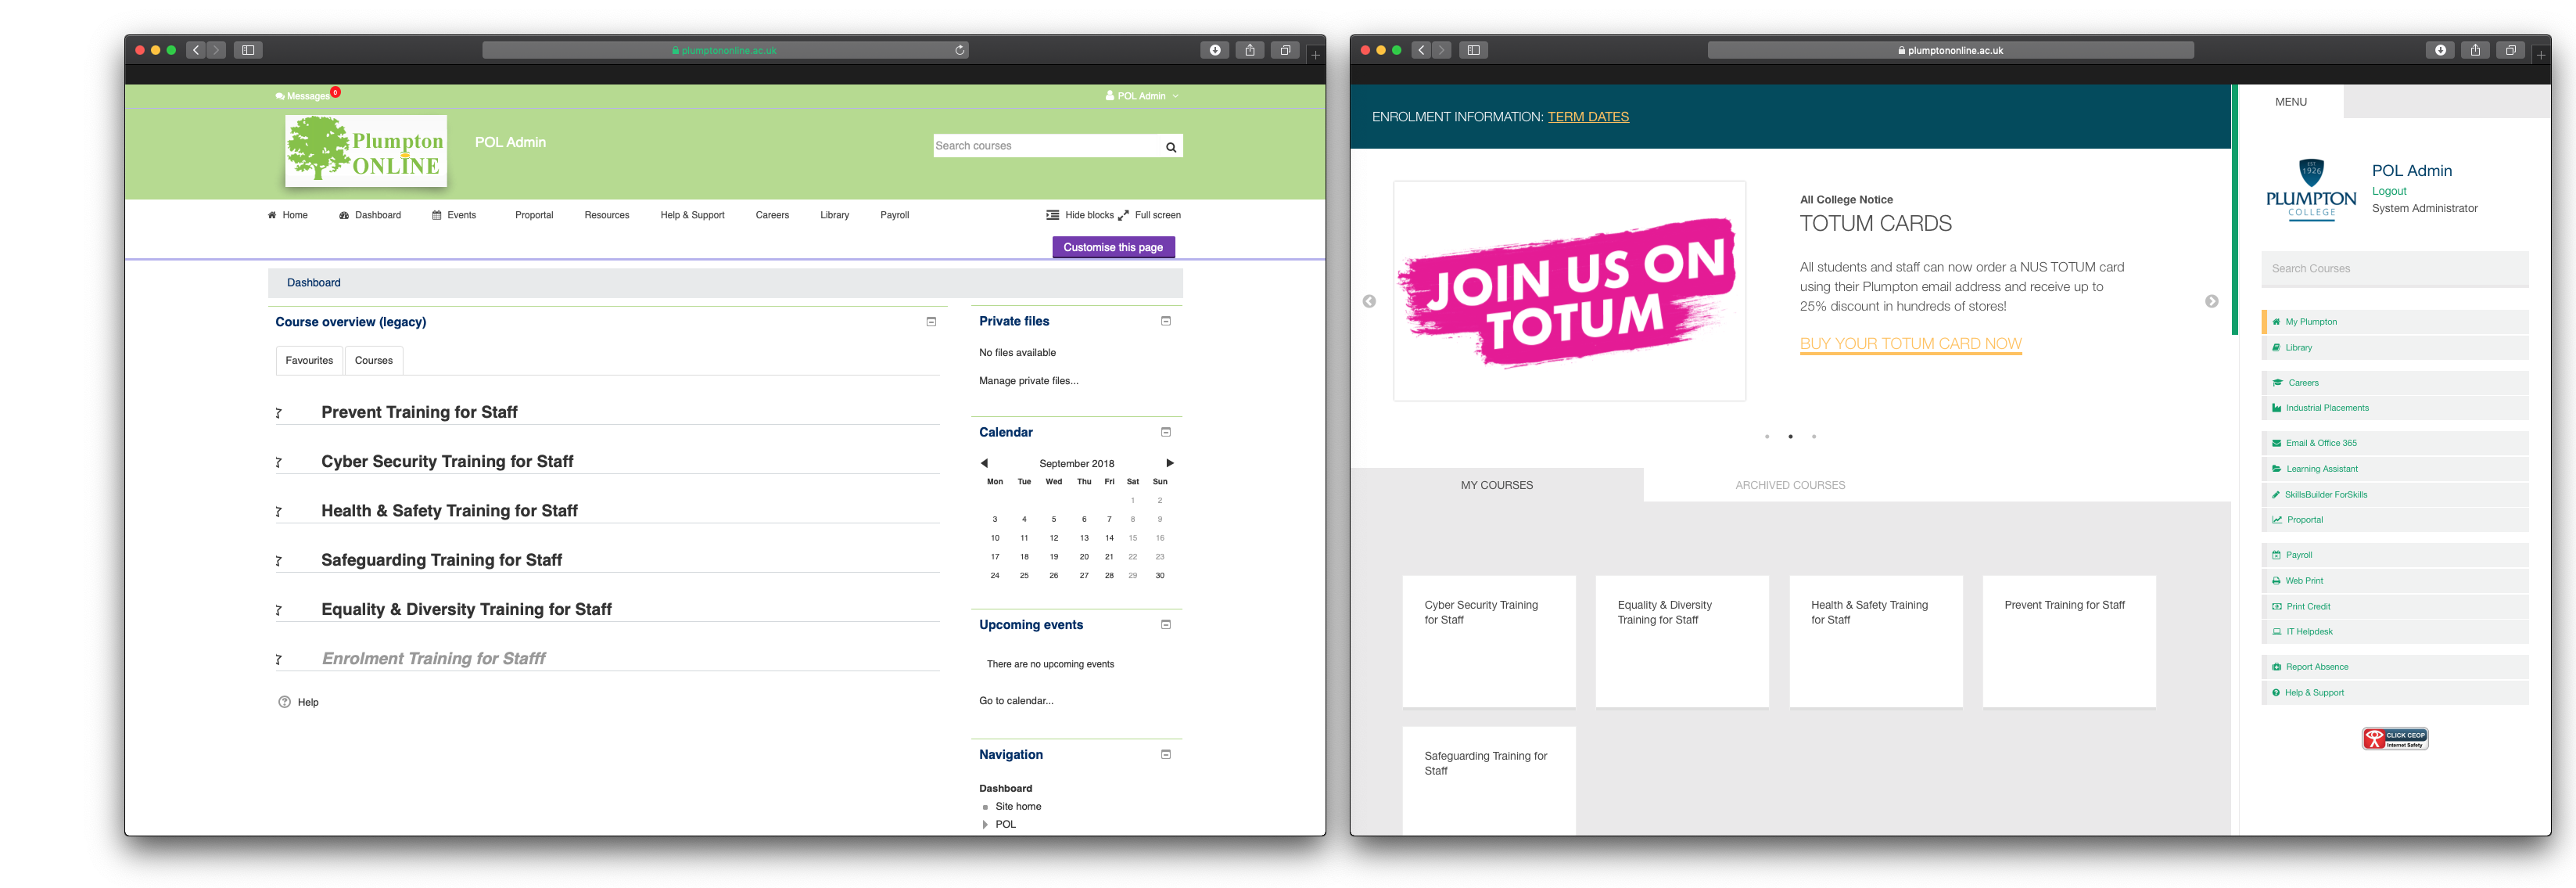 plumptononline.ac.uk
Messages 0
POL Admin
Plumpton
ONLINE
POL Admin
Search courses
Home Dashboard Events Proportal Resources Help & Support Careers Library Payroll Hide blocks Full screen
Customise this page
Dashboard
Course overview (legacy)
Favourites Courses
Prevent Training for Staff
Cyber Security Training for Staff
Health & Safety Training for Staff
Safeguarding Training for Staff
Equality & Diversity Training for Staff
Enrolment Training for Stafff
Help
Private files
No files available
Manage private files...
Calendar
September 2018
Mon Tue Wed Thu Fri Sat Sun
1 2
3 4 5 6 7 8 9
10 11 12 13 14 15 16
17 18 19 20 21 22 23
24 25 26 27 28 29 30
Upcoming events
There are no upcoming events
Go to calendar...
Navigation
Dashboard
Site home
POL
plumptononline.ac.uk
ENROLMENT INFORMATION: TERM DATES
JOIN US ON
TOTUM
All College Notice
TOTUM CARDS
All students and staff can now order a NUS TOTUM card
using their Plumpton email address and receive up to
25% discount in hundreds of stores!
BUY YOUR TOTUM CARD NOW
MY COURSES ARCHIVED COURSES
Cyber Security Training
for Staff
Equality & Diversity
Training for Staff
Health & Safety Training
for Staff
Prevent Training for Staff
Safeguarding Training for
Staff
MENU
EST.
1926
PLUMPTON
COLLEGE
POL Admin
Logout
System Administrator
Search Courses
My Plumpton
Library
Careers
Industrial Placements
Email & Office 365
Learning Assistant
SkillsBuilder ForSkills
Proportal
Payroll
Web Print
Print Credit
IT Helpdesk
Report Absence
Help & Support
CLICK CEOP
Internet Safety